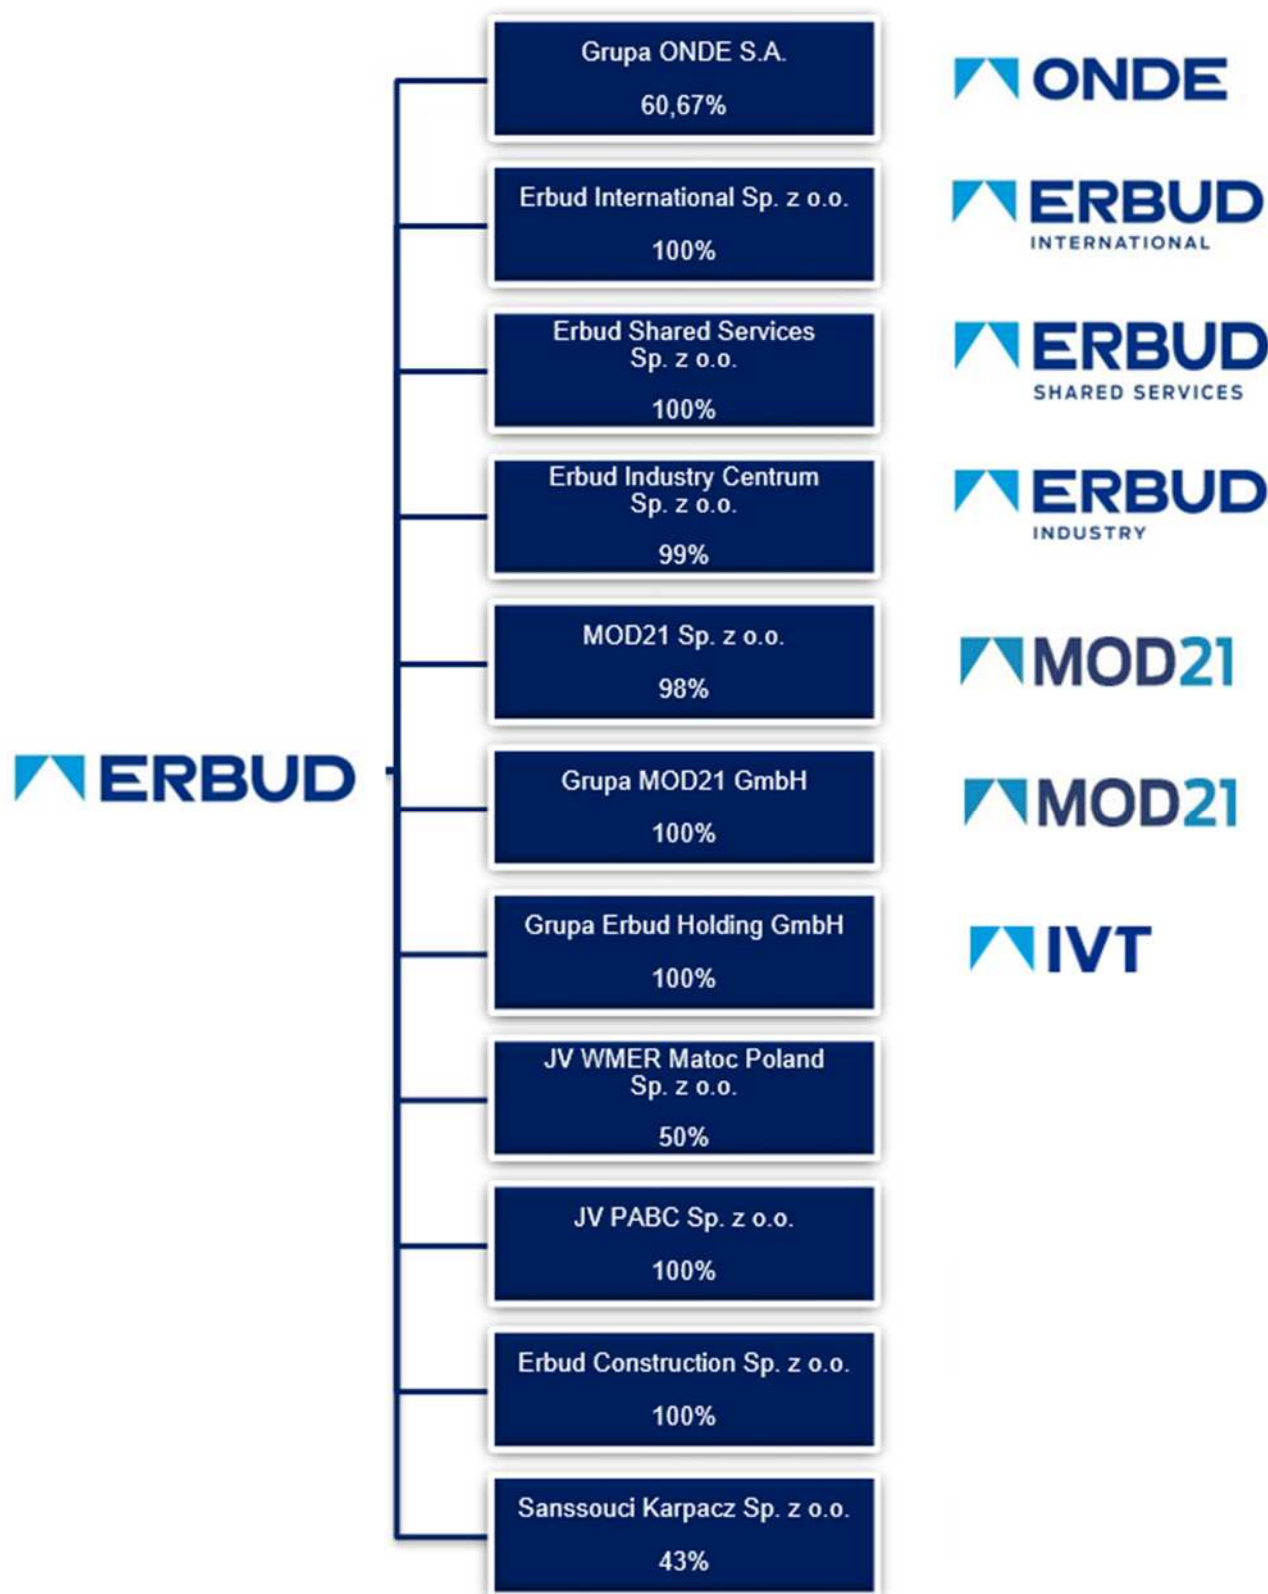 Grupa ONDE S.A.
60,67%
ONDE
Erbud International Sp. z o.o.
100%
ERBUD
INTERNATIONAL
Erbud Shared Services
Sp. z o.o.
100%
ERBUD
SHARED SERVICES
Erbud Industry Centrum
Sp. z o.o.
99%
ERBUD
INDUSTRY
MOD21 Sp. z o.o.
98%
MOD21
ERBUD
Grupa MOD21 GmbH
100%
MOD21
Grupa Erbud Holding GmbH
100%
IVT
JV WMER Matoc Poland
Sp. z o.o.
50%
JV PABC Sp. z o.o.
100%
Erbud Construction Sp. z o.o.
100%
Sanssouci Karpacz Sp. z o.o.
43%